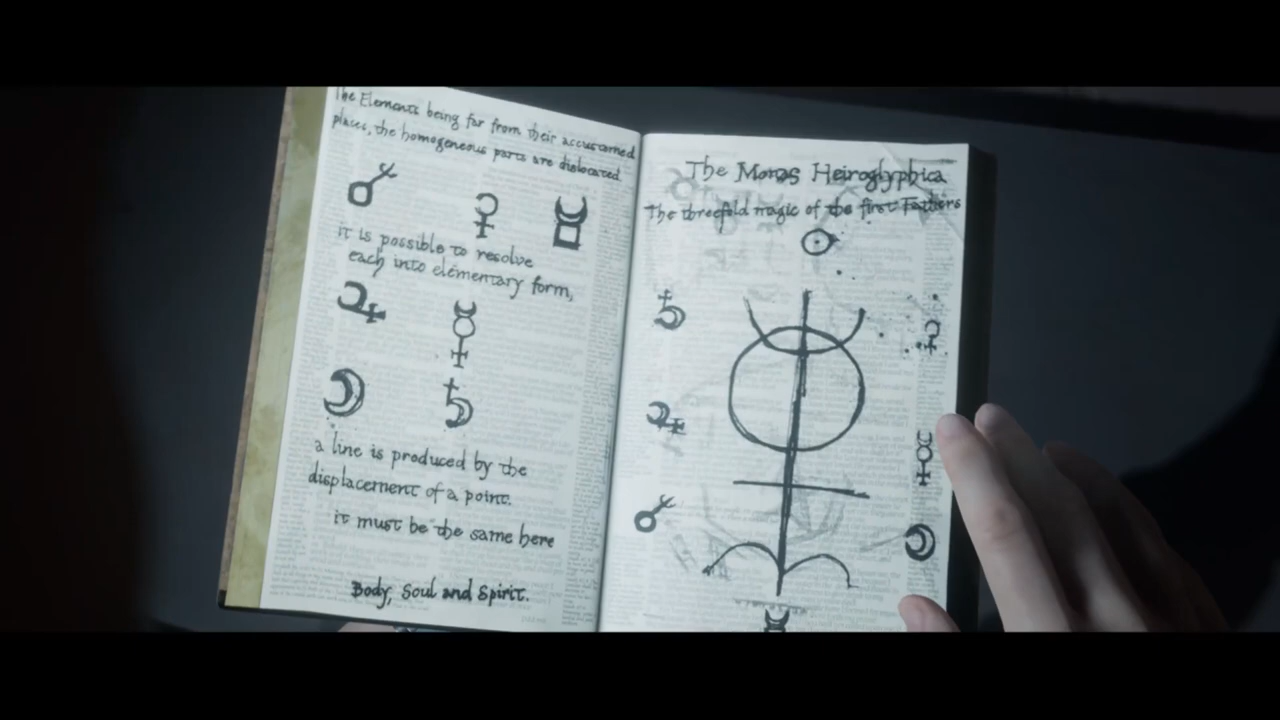 The Elements being far from their accustomed
places, the homogeneous parts are dislocated.
it is possible to resolve
each into elementary form,
a line is produced by the
displacement of a point.
it must be the same here
Body, Soul and Spirit.
The Monas Heiroglyphica
The threefold magic of the first Fathers